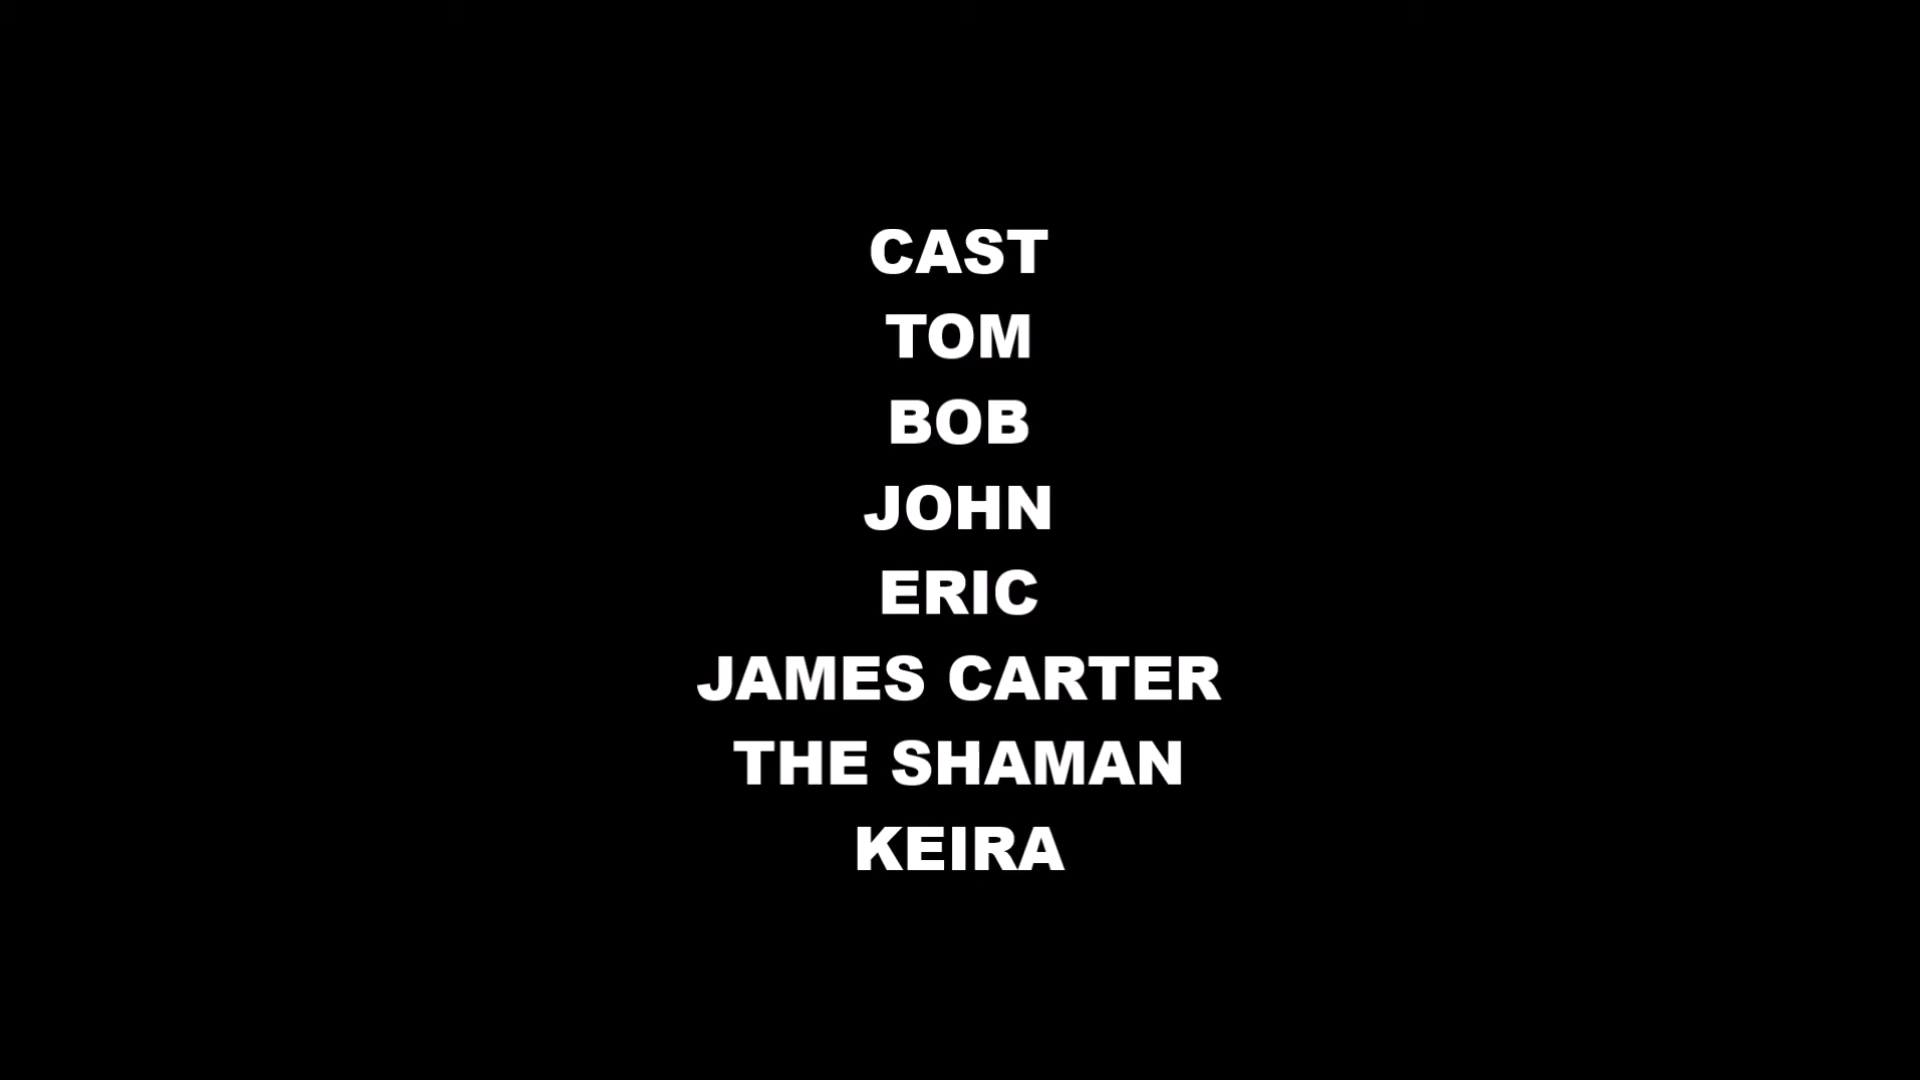 CAST
TOM
BOB
JOHN
ERIC
JAMES CARTER
THE SHAMAN
KEIRA